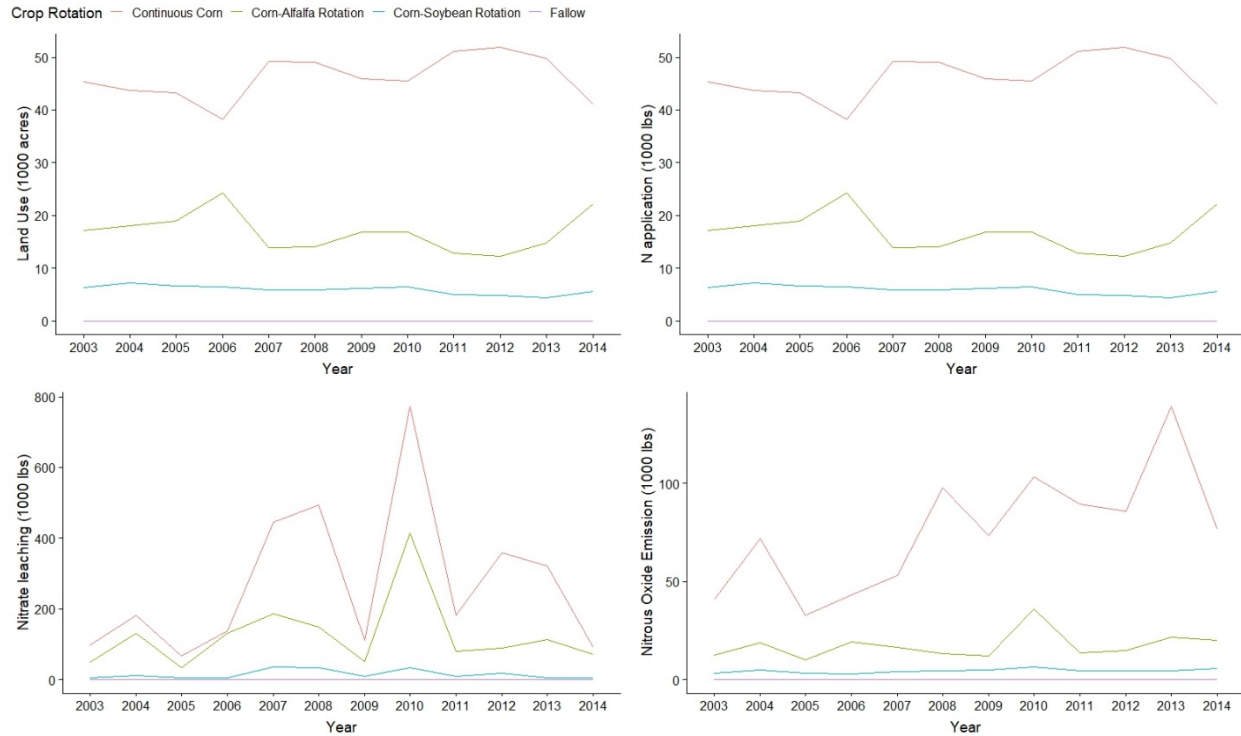 Crop Rotation Continuous Corn Corn-Alfalfa Rotation Corn-Soybean Rotation Fallow
Land Use (1000 acres)
50
40
30
20
10
0
2003 2004 2005 2006 2007 2008 2009 2010 2011 2012 2013 2014
Year
N application (1000 lbs)
50
40
30
20
10
0
2003 2004 2005 2006 2007 2008 2009 2010 2011 2012 2013 2014
Year
Nitrate leaching (1000 lbs)
800
600
400
200
0
2003 2004 2005 2006 2007 2008 2009 2010 2011 2012 2013 2014
Year
Nitrous Oxide Emission (1000 lbs)
100
50
0
2003 2004 2005 2006 2007 2008 2009 2010 2011 2012 2013 2014
Year